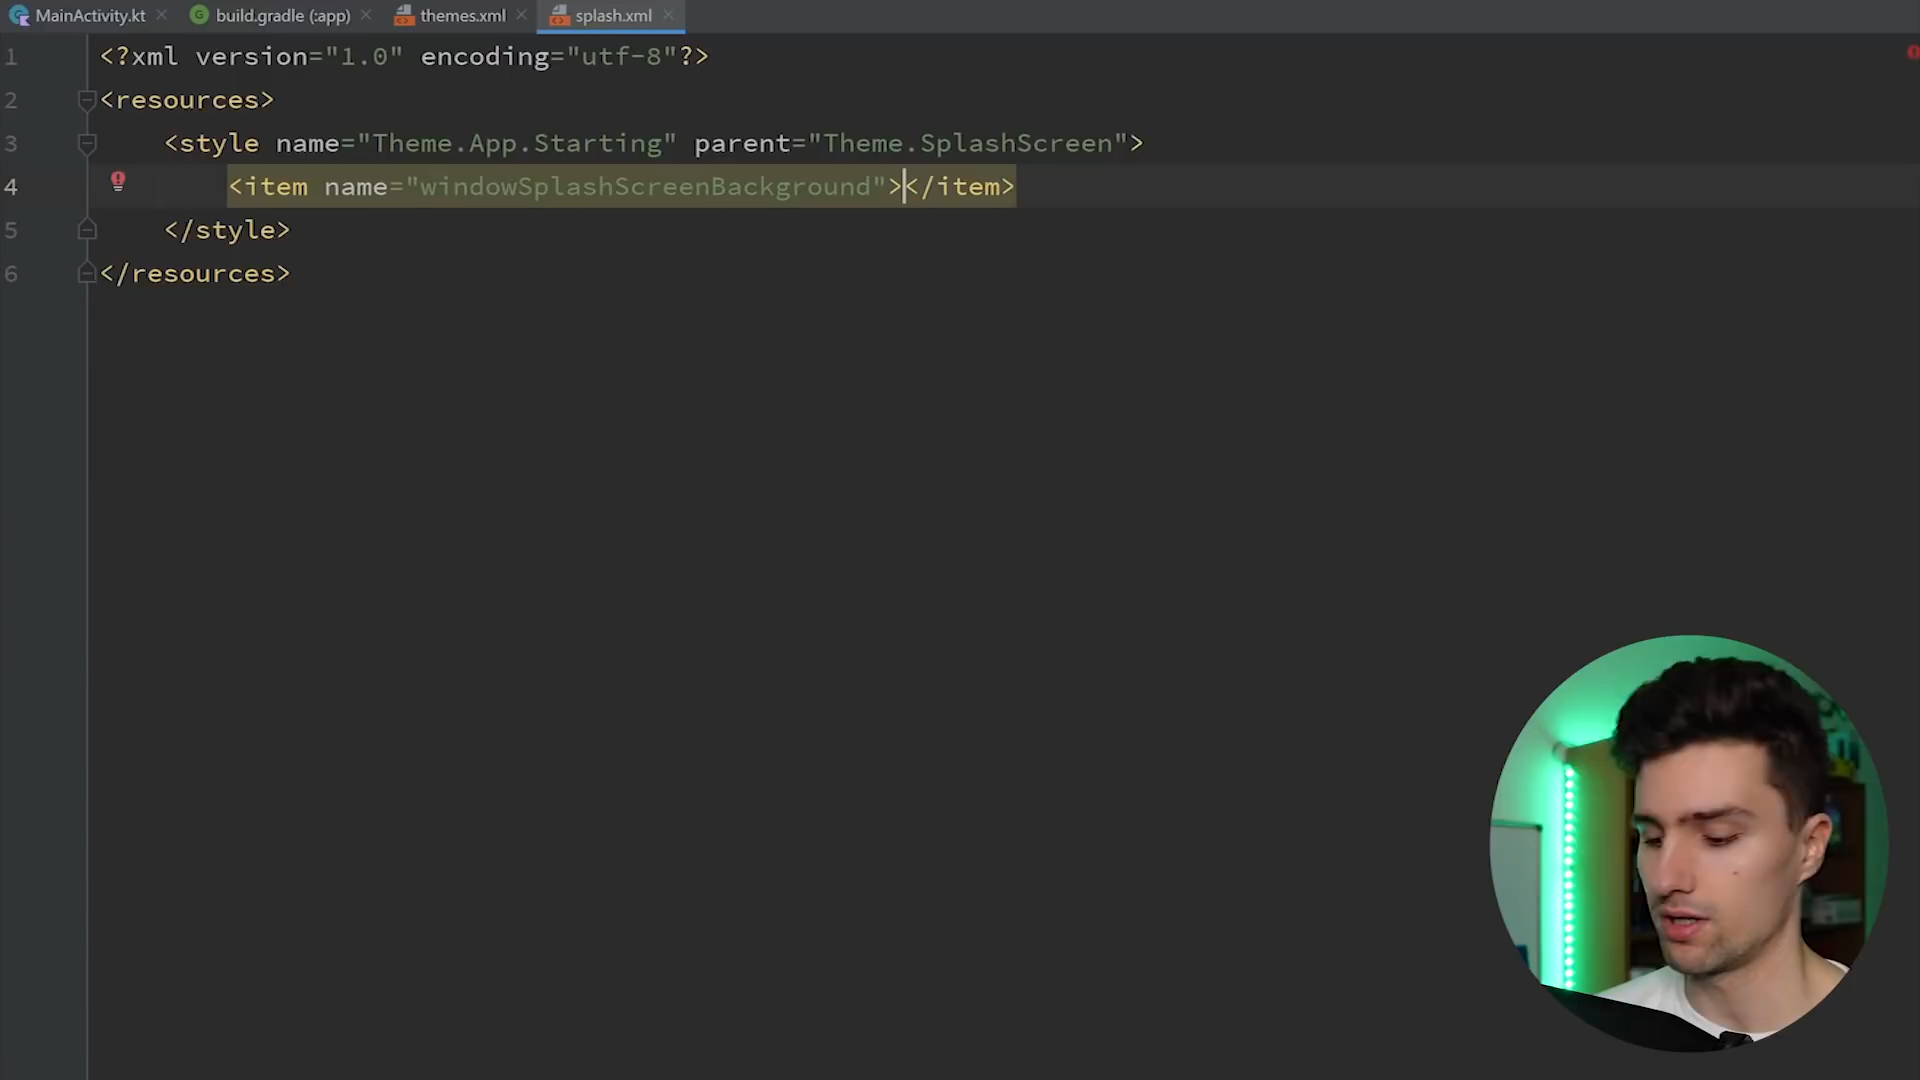 MainActivity.kt build.gradle (:app) themes.xml splash.xml
1 <?xml version="1.0" encoding="utf-8"?>
2 <resources>
3 <style name="Theme.App.Starting" parent="Theme.SplashScreen">
4 <item name="windowSplashScreenBackground"></item>
5 </style>
6 </resources>